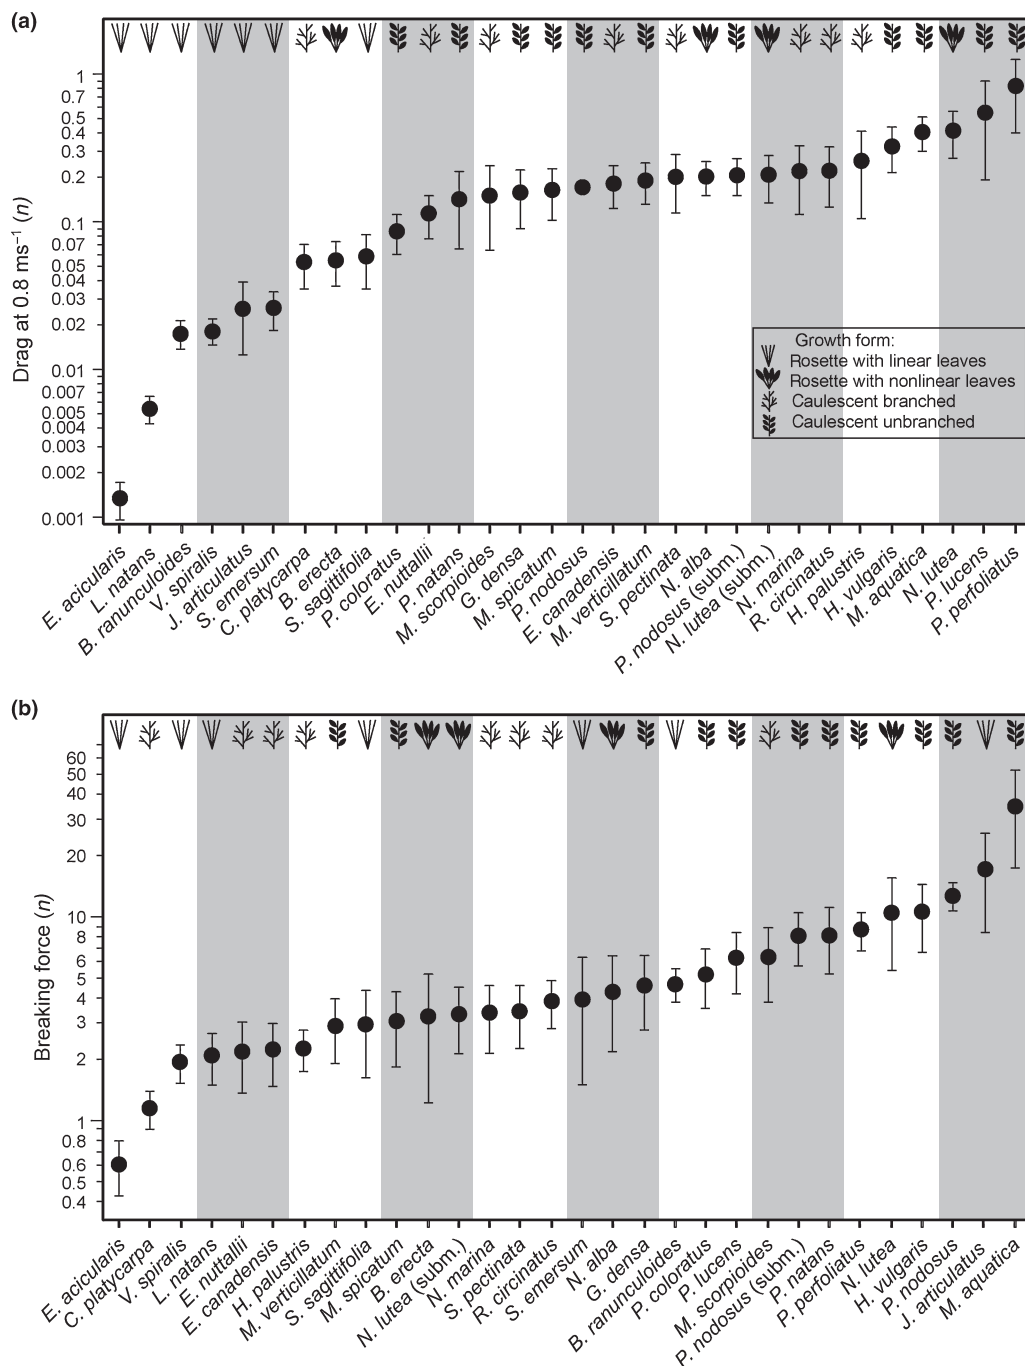 (a)
Drag at 0.8 ms⁻¹ (n)
1
0.7
0.5
0.4
0.3
0.2
0.1
0.07
0.05
0.04
0.03
0.02
0.01
0.007
0.005
0.004
0.003
0.002
0.001
Growth form:
Rosette with linear leaves
Rosette with nonlinear leaves
Caulescent branched
Caulescent unbranched
E. acicularis
L. natans
B. ranunculoides
V. spiralis
J. articulatus
S. emersum
C. platycarpa
B. erecta
S. sagittifolia
P. coloratus
E. nuttallii
P. natans
M. scorpioides
G. densa
M. spicatum
P. nodosus
E. canadensis
M. verticillatum
S. pectinata
N. alba
P. nodosus (subm.)
N. lutea (subm.)
N. marina
R. circinatus
H. palustris
H. vulgaris
M. aquatica
N. lutea
P. lucens
P. perfoliatus
(b)
Breaking force (n)
60
50
40
30
20
10
8
6
5
4
3
2
1
0.8
0.6
0.5
0.4
E. acicularis
C. platycarpa
V. spiralis
L. natans
E. nuttallii
E. canadensis
H. palustris
M. verticillatum
S. sagittifolia
M. spicatum
B. erecta
N. lutea (subm.)
N. marina
S. pectinata
R. circinatus
S. emersum
N. alba
G. densa
B. ranunculoides
P. coloratus
P. lucens
M. scorpioides
P. nodosus (subm.)
P. natans
P. perfoliatus
N. lutea
H. vulgaris
P. nodosus
J. articulatus
M. aquatica